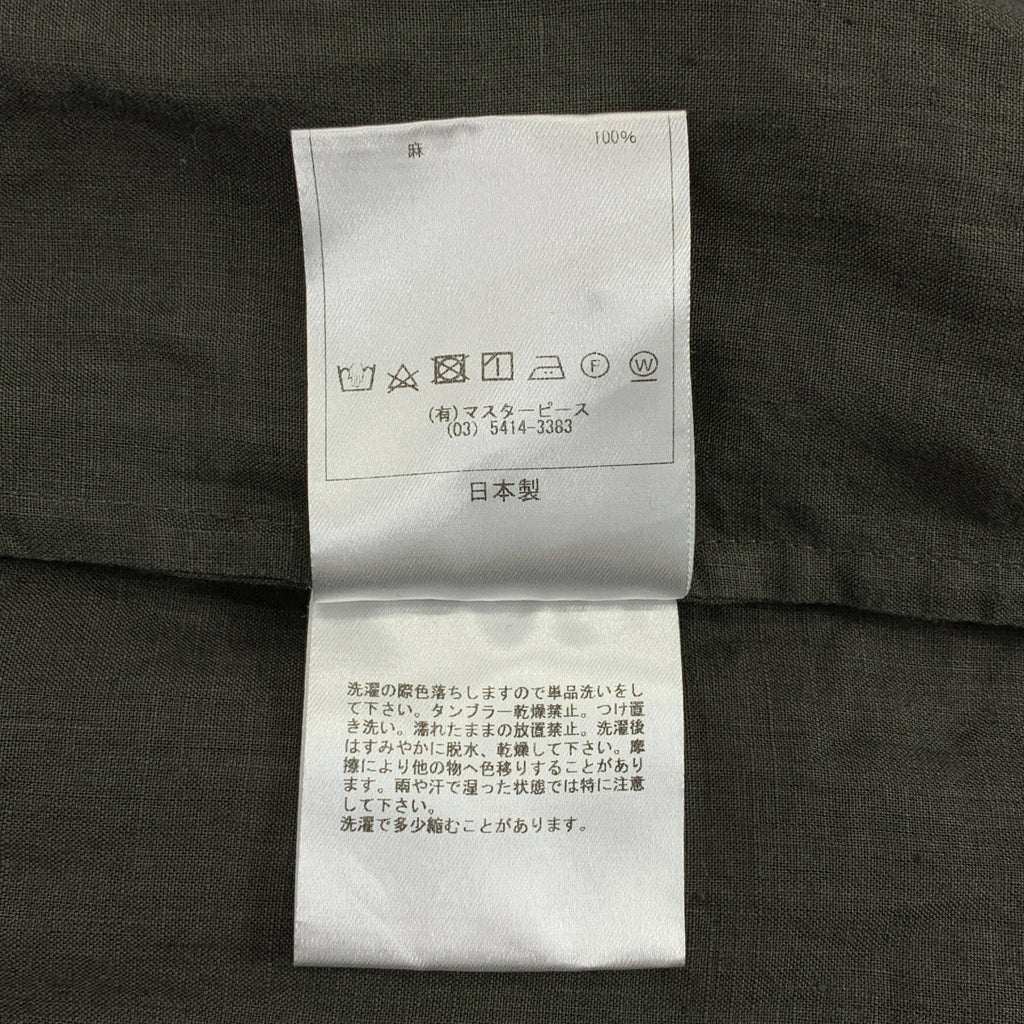 麻 100%
F W
(有)マスターピース
(03) 5414-3383
日本製
洗濯の際色落ちしますので単品洗いをし
て下さい。タンブラー乾燥禁止。つけ置
き洗い。濡れたままの放置禁止。洗濯後
はすみやかに脱水、乾燥して下さい。摩
擦により他の物へ色移りすることがあり
ます。雨や汗で湿った状態では特に注意
して下さい。
洗濯で多少縮むことがあります。